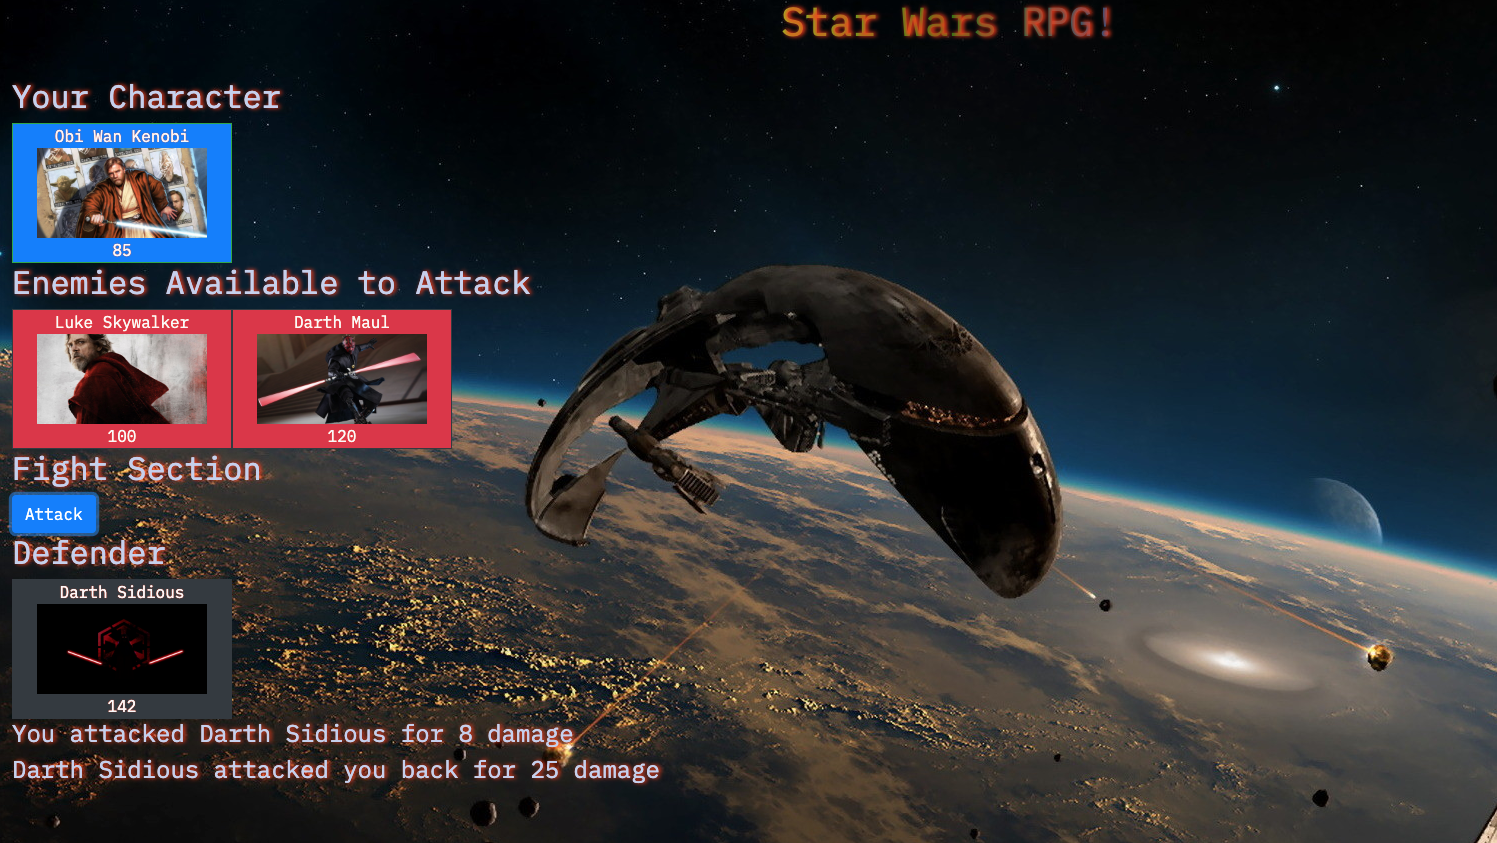 Star Wars RPG!
Your Character
Obi Wan Kenobi
85
Enemies Available to Attack
Luke Skywalker
Darth Maul
100
120
Fight Section
Attack
Defender
Darth Sidious
142
You attacked Darth Sidious for 8 damage
Darth Sidious attacked you back for 25 damage